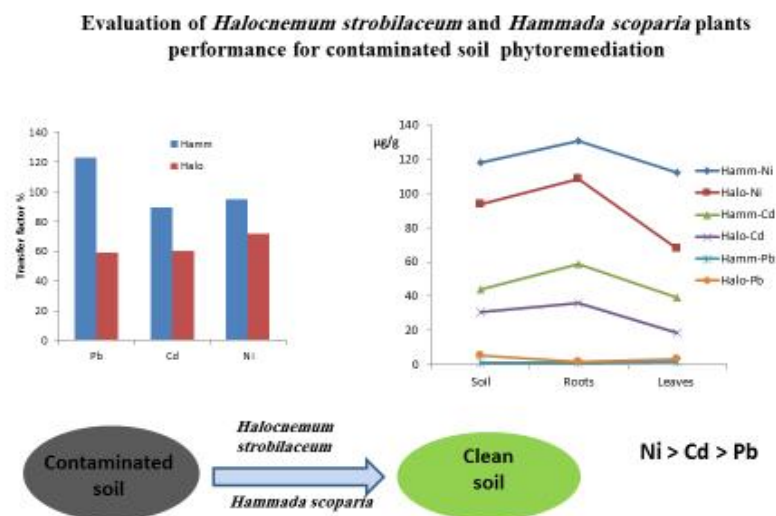 Evaluation of Halocnemum strobilaceum and Hammada scoparia plants
performance for contaminated soil phytoremediation
Transfer factor %
140
120
100
80
60
40
20
0
Pb
Cd
Ni
Hamm
Halo
µg/g
140
120
100
80
60
40
20
0
Soil
Roots
Leaves
Hamm-Ni
Halo-Ni
Hamm-Cd
Halo-Cd
Hamm-Pb
Halo-Pb
Contaminated
soil
Halocnemum
strobilaceum
Hammada scoparia
Clean
soil
Ni > Cd > Pb